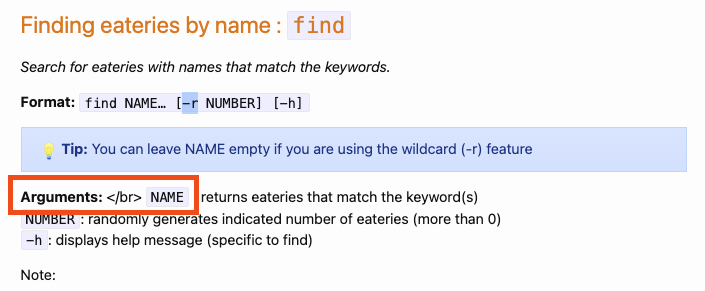 Finding eateries by name : find
Search for eateries with names that match the keywords.
Format: find NAME… [-r NUMBER] [-h]
💡 Tip: You can leave NAME empty if you are using the wildcard (-r) feature
Arguments: </br> NAME returns eateries that match the keyword(s)
NUMBER : randomly generates indicated number of eateries (more than 0)
-h : displays help message (specific to find)
Note: